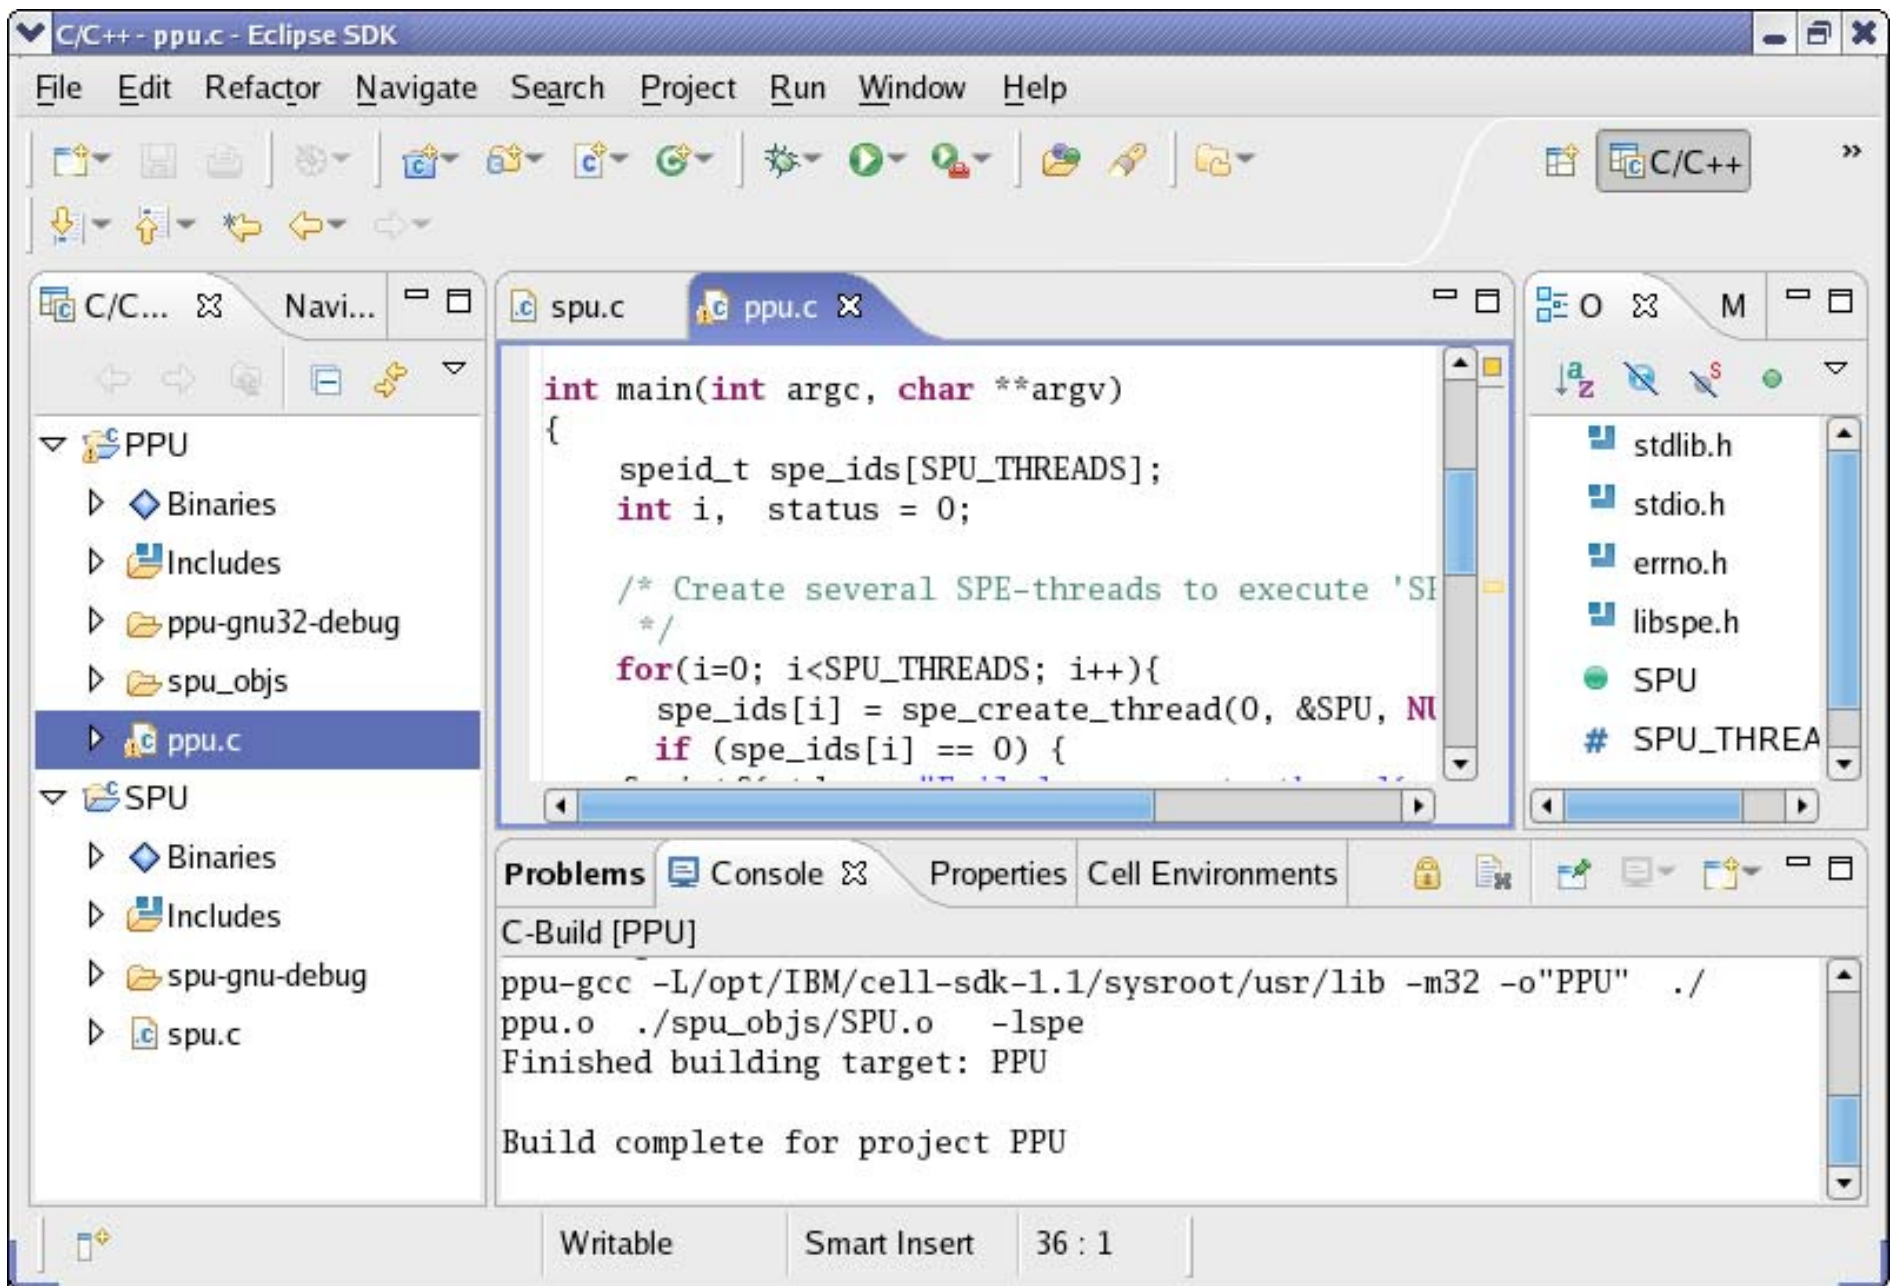 C/C++ - ppu.c - Eclipse SDK
File Edit Refactor Navigate Search Project Run Window Help
C/C++ »
C/C... Navi...
spu.c ppu.c
O M
PPU
Binaries
Includes
ppu-gnu32-debug
spu_objs
ppu.c
SPU
Binaries
Includes
spu-gnu-debug
spu.c
int main(int argc, char **argv)
{
speid_t spe_ids[SPU_THREADS];
int i, status = 0;
/* Create several SPE-threads to execute
*/
for(i=0; i<SPU_THREADS; i++){
spe_ids[i] = spe_create_thread(0, &SPU,
if (spe_ids[i] == 0) {
stdlib.h
stdio.h
errno.h
libspe.h
SPU
# SPU_THREA
Problems Console Properties Cell Environments
C-Build [PPU]
ppu-gcc -L/opt/IBM/cell-sdk-1.1/sysroot/usr/lib -m32 -o"PPU" ./
ppu.o ./spu_objs/SPU.o -lspe
Finished building target: PPU
Build complete for project PPU
Writable Smart Insert 36 : 1